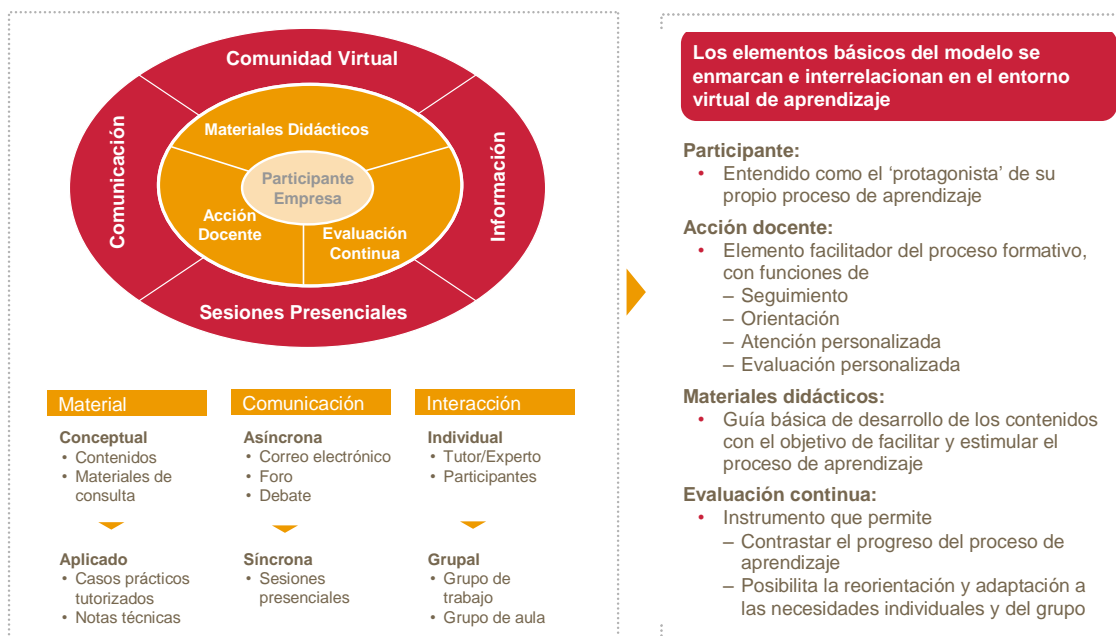 Comunidad Virtual
Comunicación
Información
Materiales Didácticos
Participante
Empresa
Acción
Docente
Evaluación
Continua
Sesiones Presenciales
Material
Conceptual
• Contenidos
• Materiales de
consulta
Aplicado
• Casos prácticos
tutorizados
• Notas técnicas
Comunicación
Asíncrona
• Correo electrónico
• Foro
• Debate
Síncrona
• Sesiones
presenciales
Interacción
Individual
• Tutor/Experto
• Participantes
Grupal
• Grupo de
trabajo
• Grupo de aula
Los elementos básicos del modelo se
enmarcan e interrelacionan en el entorno
virtual de aprendizaje
Participante:
• Entendido como el ‘protagonista’ de su
propio proceso de aprendizaje
Acción docente:
• Elemento facilitador del proceso formativo,
con funciones de
– Seguimiento
– Orientación
– Atención personalizada
– Evaluación personalizada
Materiales didácticos:
• Guía básica de desarrollo de los contenidos
con el objetivo de facilitar y estimular el
proceso de aprendizaje
Evaluación continua:
• Instrumento que permite
– Contrastar el progreso del proceso de
aprendizaje
– Posibilita la reorientación y adaptación a
las necesidades individuales y del grupo